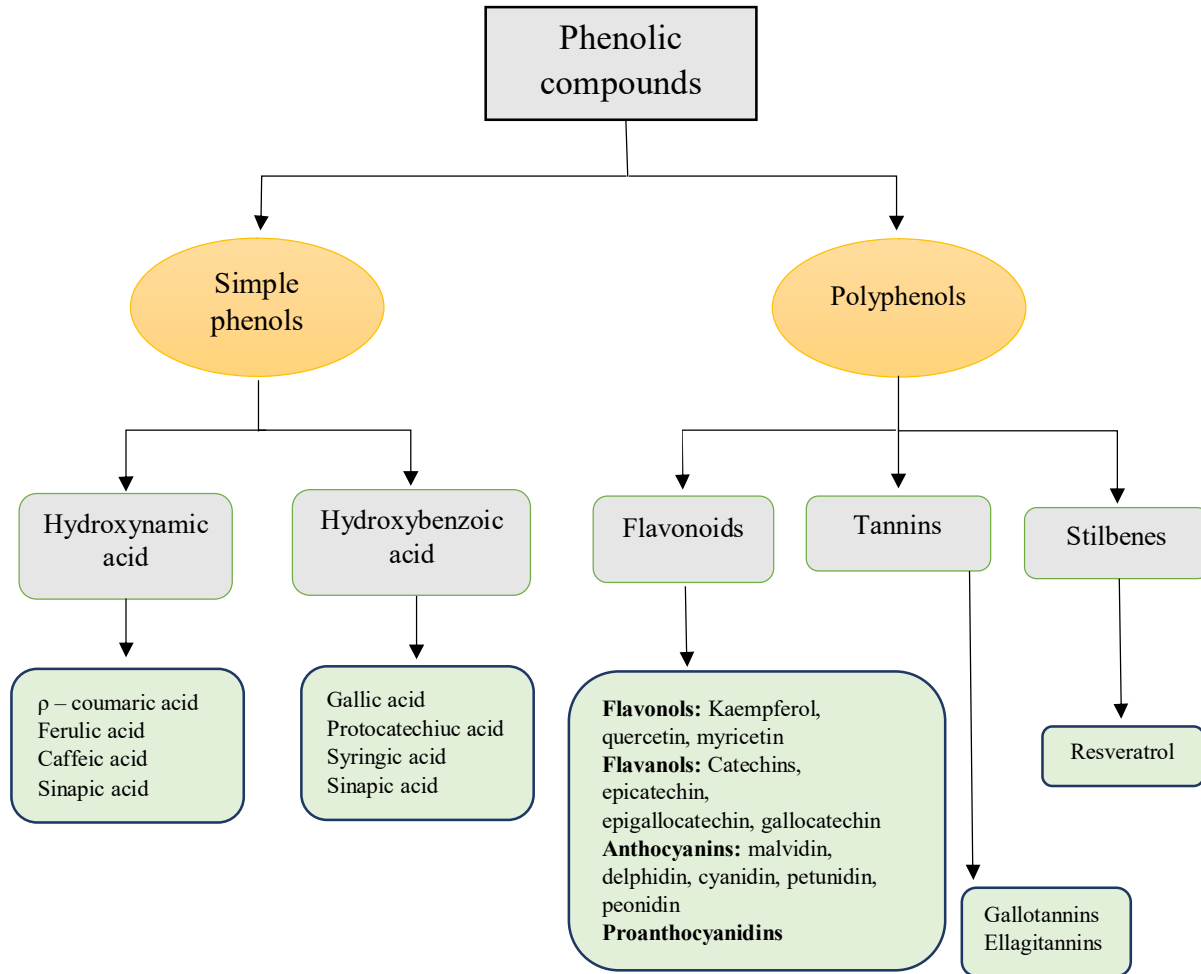 Phenolic
compounds
Simple
phenols
Polyphenols
Hydroxynamic
acid
Hydroxybenzoic
acid
Flavonoids
Tannins
Stilbenes
ρ – coumaric acid
Ferulic acid
Caffeic acid
Sinapic acid
Gallic acid
Protocatechiuc acid
Syringic acid
Sinapic acid
Flavonols: Kaempferol,
quercetin, myricetin
Flavanols: Catechins,
epicatechin,
epigallocatechin, gallocatechin
Anthocyanins: malvidin,
delphidin, cyanidin, petunidin,
peonidin
Proanthocyanidins
Resveratrol
Gallotannins
Ellagitannins